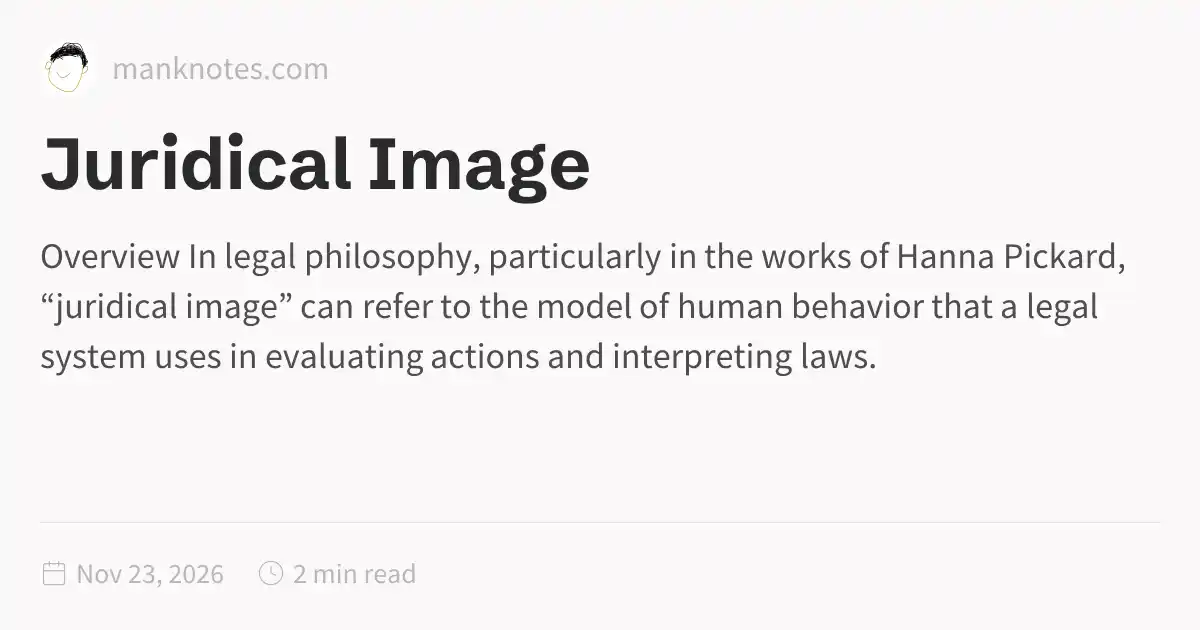 manknotes.com
Juridical Image
Overview In legal philosophy, particularly in the works of Hanna Pickard,
“juridical image” can refer to the model of human behavior that a legal
system uses in evaluating actions and interpreting laws.
Nov 23, 2026 2 min read